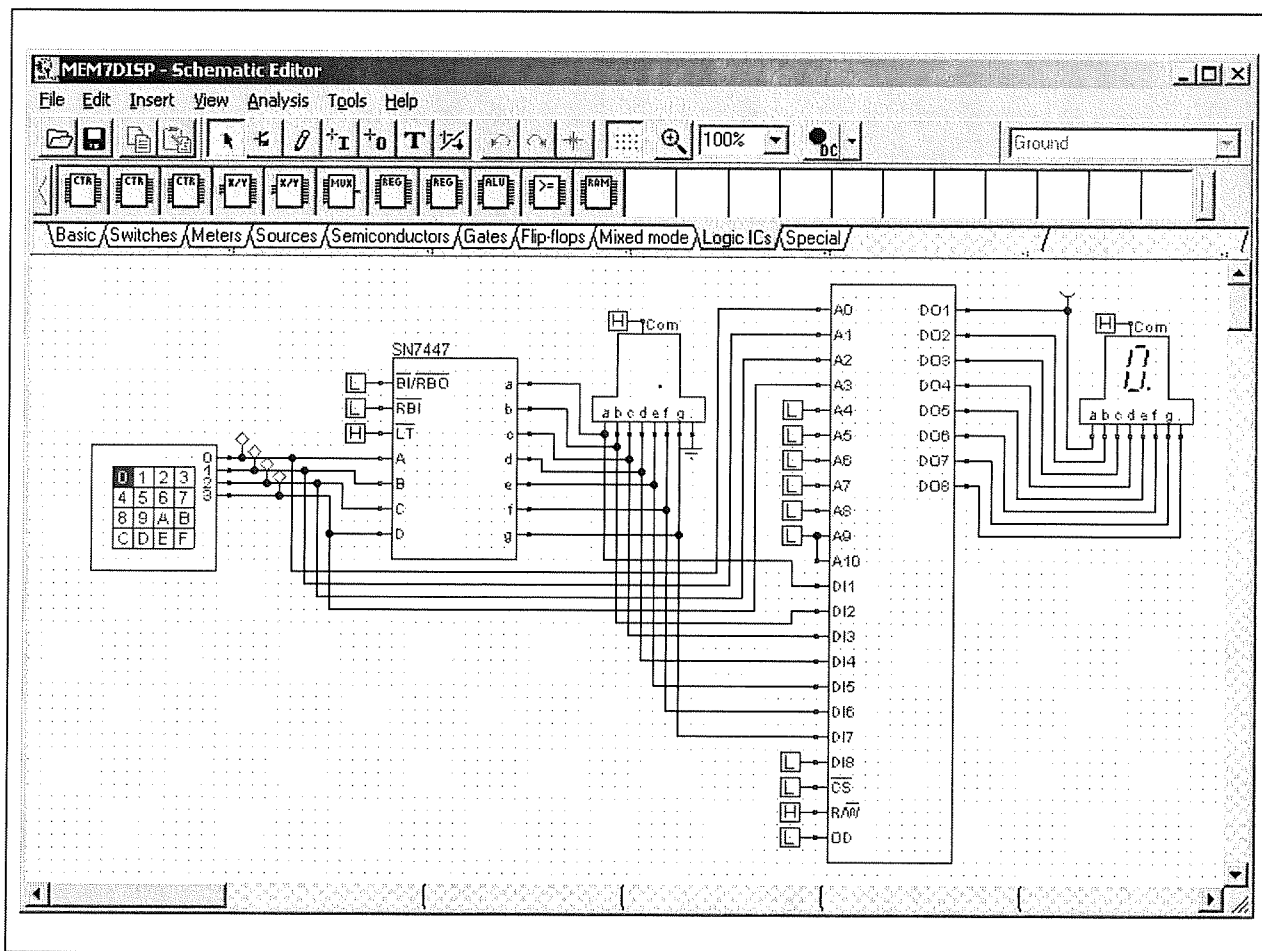 MEM7DISP - Schematic Editor
File Edit Insert View Analysis Tools Help
T 100% DC Ground
CTR CTR CTR X/Y X/Y MUX REG REG ALU >= RAM
Basic Switches Meters Sources Semiconductors Gates Flip-flops Mixed mode Logic ICs Special
SN7447
L BI/RBO a
L RBI b
H LT c
A d
B e
C f
D g
0
1
2
3
0 1 2 3
4 5 6 7
8 9 A B
C D E F
H Com
a b c d e f g .
A0 DO1
A1 DO2
A2 DO3
A3 DO4
L A4 DO5
L A5 DO6
L A6 DO7
L A7 DO8
L A8
L A9
A10
DI1
DI2
DI3
DI4
DI5
DI6
DI7
L DI8
L CS
H R/W
L OD
H Com
0.
a b c d e f g .